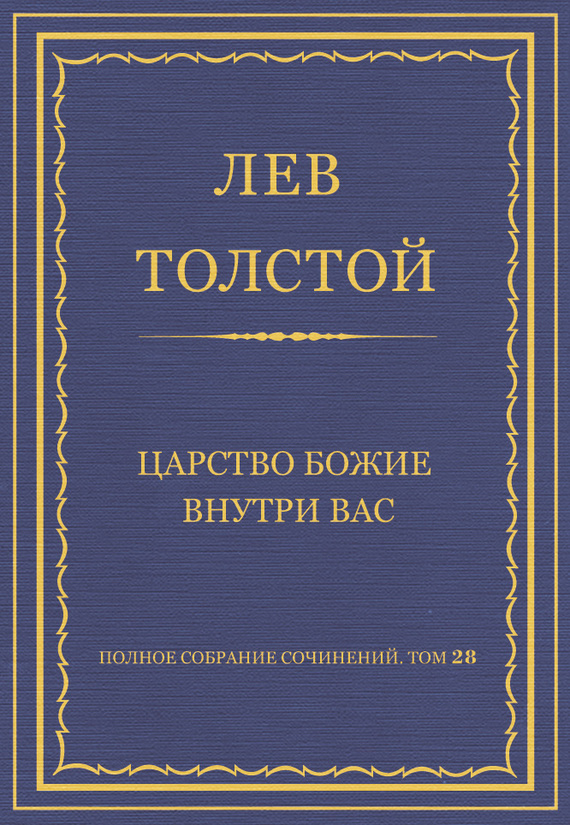 ЛЕВ
ТОЛСТОЙ
ЦАРСТВО БОЖИЕ
ВНУТРИ ВАС
ПОЛНОЕ СОБРАНИЕ СОЧИНЕНИЙ. ТОМ 28